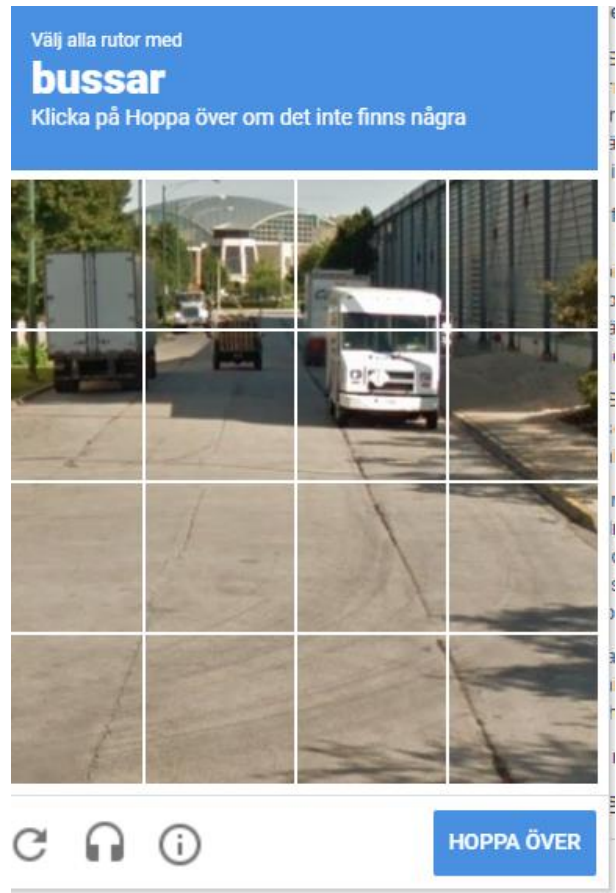 Välj alla rutor med
bussar
Klicka på Hoppa över om det inte finns några
HOPPA ÖVER